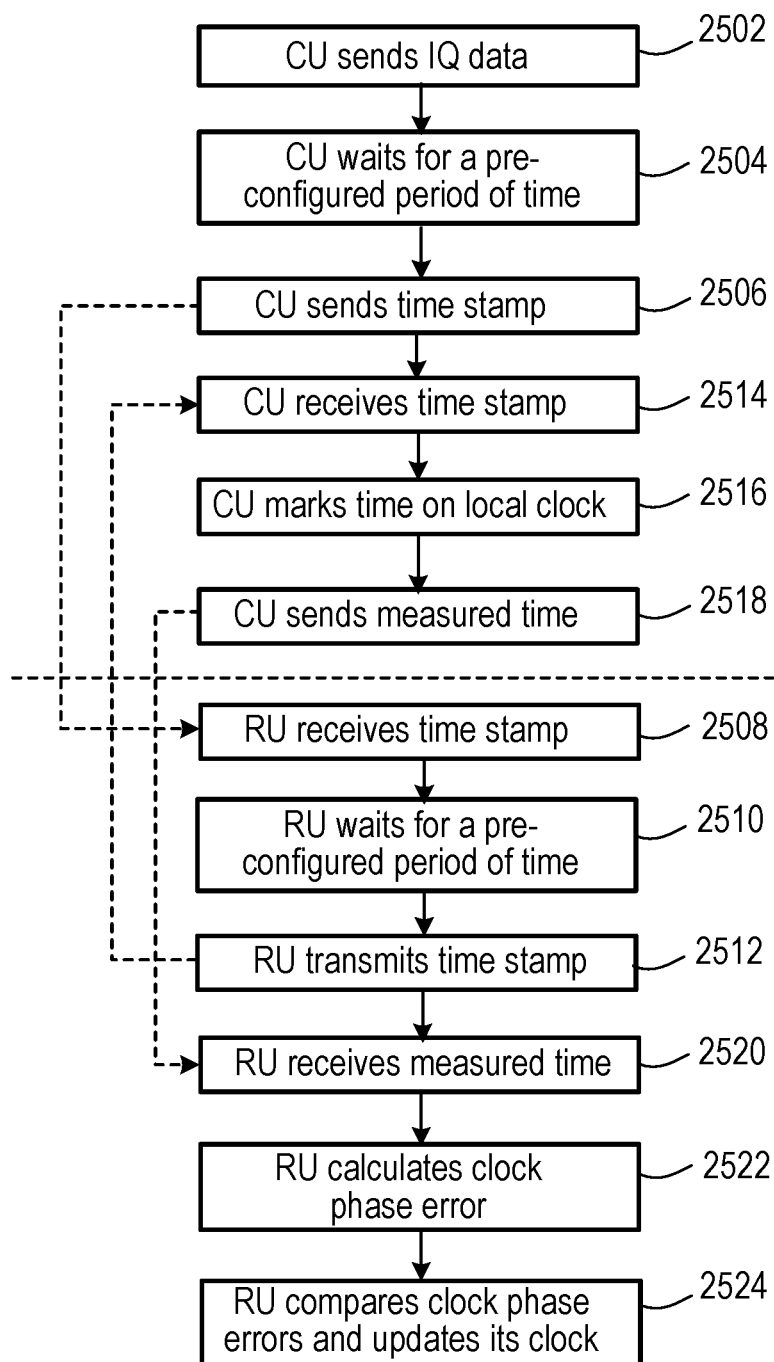 CU sends IQ data
2502
CU waits for a pre-
configured period of time
2504
CU sends time stamp
2506
CU receives time stamp
2514
CU marks time on local clock
2516
CU sends measured time
2518
RU receives time stamp
2508
RU waits for a pre-
configured period of time
2510
RU transmits time stamp
2512
RU receives measured time
2520
RU calculates clock
phase error
2522
RU compares clock phase
errors and updates its clock
2524